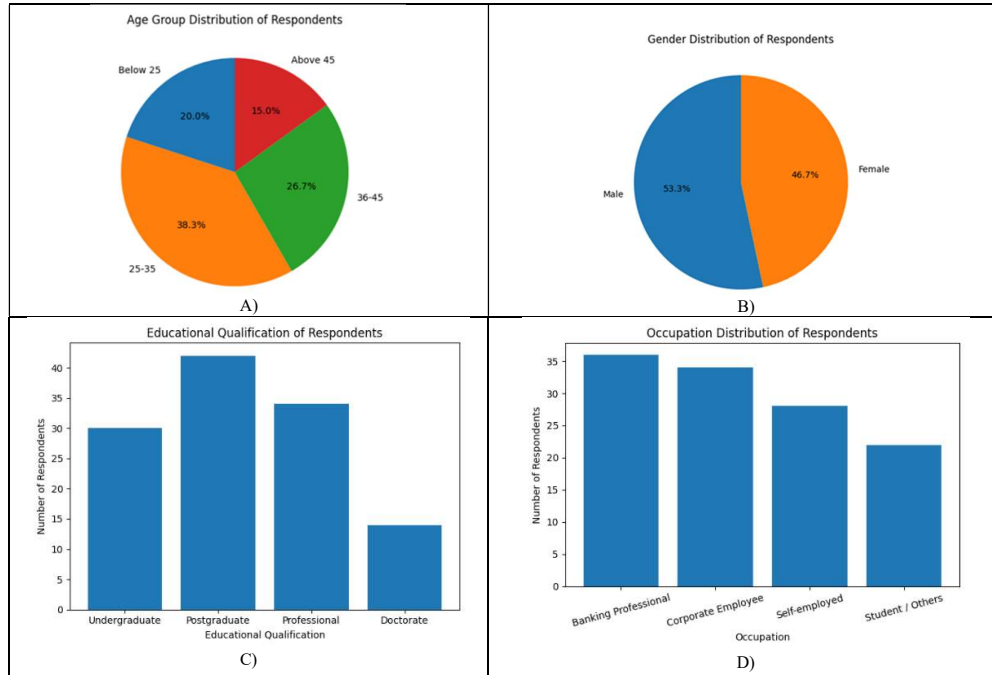 Age Group Distribution of Respondents
Below 25
Above 45
20.0%
15.0%
26.7%
36-45
38.3%
25-35
A)
Gender Distribution of Respondents
Male
53.3%
46.7%
Female
B)
Educational Qualification of Respondents
Number of Respondents
40
35
30
25
20
15
10
5
0
Undergraduate Postgraduate Professional Doctorate
Educational Qualification
C)
Occupation Distribution of Respondents
Number of Respondents
35
30
25
20
15
10
5
0
Banking Professional Corporate Employee Self-employed Student / Others
Occupation
D)